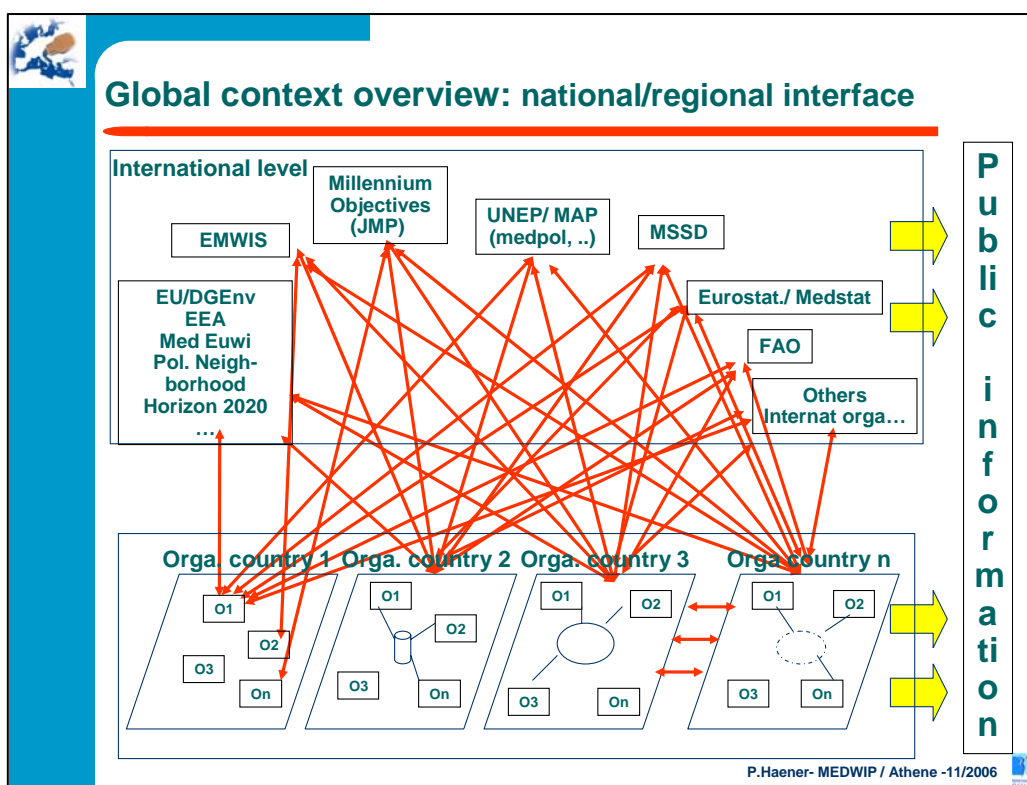 Global context overview: national/regional interface
International level
Millennium
Objectives
(JMP)
UNEP/ MAP
(medpol, ..)
MSSD
EMWIS
EU/DGEnv
EEA
Med Euwi
Pol. Neigh-
borhood
Horizon 2020
…
Eurostat./ Medstat
FAO
Others
Internat orga…
Orga. country 1
O1
O2
O3
On
Orga. country 2
O1
O2
O3
On
Orga. country 3
O1
O2
O3
On
Orga country n
O1
O2
O3
On
Public information
P.Haener- MEDWIP / Athene -11/2006